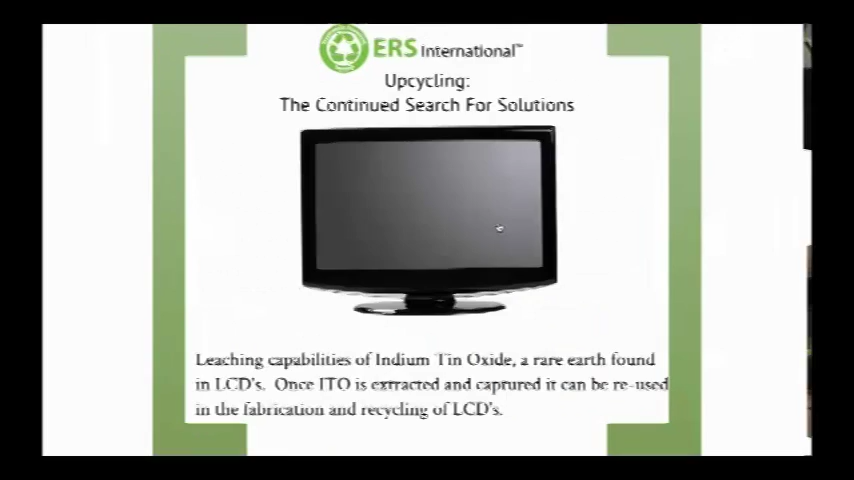 ERS International™
Upcycling:
The Continued Search For Solutions
Leaching capabilities of Indium Tin Oxide, a rare earth found
in LCD's. Once ITO is extracted and captured it can be re-used
in the fabrication and recycling of LCD's.